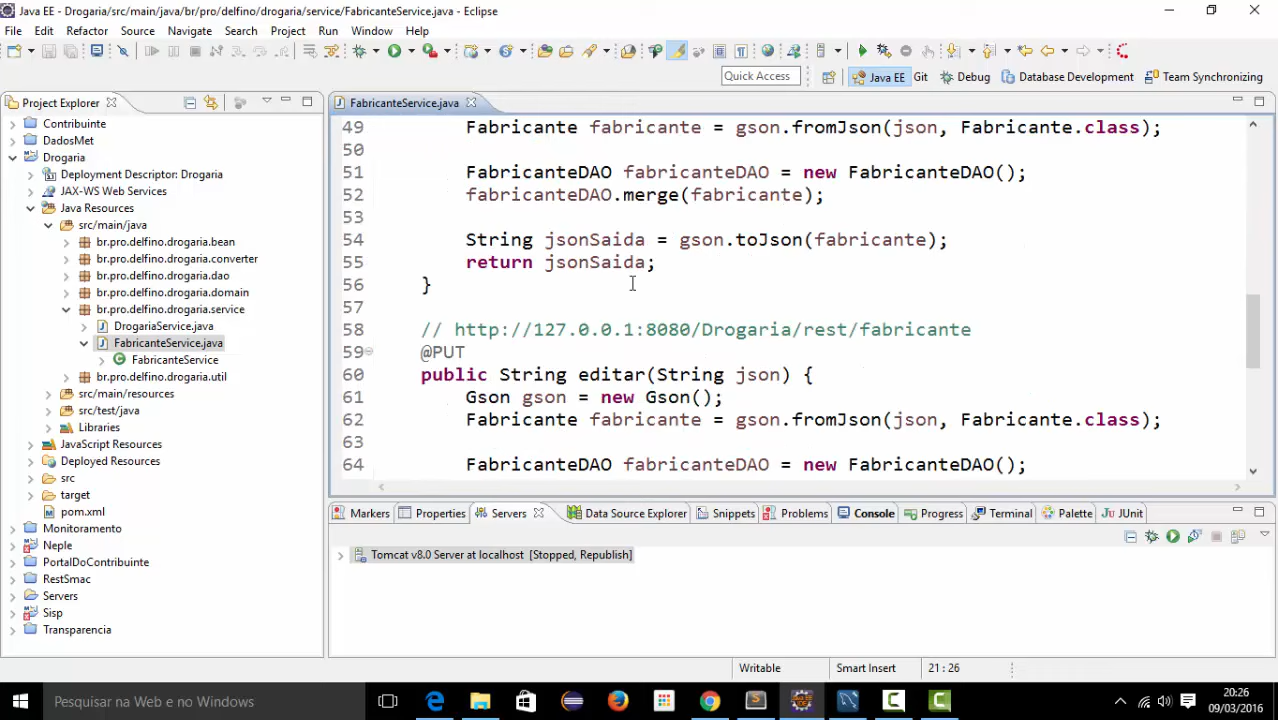 Java EE - Drogaria/src/main/java/br/pro/delfino/drogaria/service/FabricanteService.java - Eclipse
File Edit Refactor Source Navigate Search Project Run Window Help
Quick Access
Java EE Git Debug Database Development Team Synchronizing
Project Explorer
Contribuinte
DadosMet
Drogaria
Deployment Descriptor: Drogaria
JAX-WS Web Services
Java Resources
src/main/java
br.pro.delfino.drogaria.bean
br.pro.delfino.drogaria.converter
br.pro.delfino.drogaria.dao
br.pro.delfino.drogaria.domain
br.pro.delfino.drogaria.service
DrogariaService.java
FabricanteService.java
FabricanteService
br.pro.delfino.drogaria.util
src/main/resources
src/test/java
Libraries
JavaScript Resources
Deployed Resources
src
target
pom.xml
Monitoramento
Neple
PortalDoContribuinte
RestSmac
Servers
Sisp
Transparencia
FabricanteService.java
49 Fabricante fabricante = gson.fromJson(json, Fabricante.class);
50
51 FabricanteDAO fabricanteDAO = new FabricanteDAO();
52 fabricanteDAO.merge(fabricante);
53
54 String jsonSaida = gson.toJson(fabricante);
55 return jsonSaida;
56 }
57
58 // http://127.0.0.1:8080/Drogaria/rest/fabricante
59 @PUT
60 public String editar(String json) {
61 Gson gson = new Gson();
62 Fabricante fabricante = gson.fromJson(json, Fabricante.class);
63
64 FabricanteDAO fabricanteDAO = new FabricanteDAO();
Markers Properties Servers Data Source Explorer Snippets Problems Console Progress Terminal Palette JUnit
Tomcat v8.0 Server at localhost [Stopped, Republish]
Writable Smart Insert 21 : 26
Pesquisar na Web e no Windows
20:26
09/03/2016